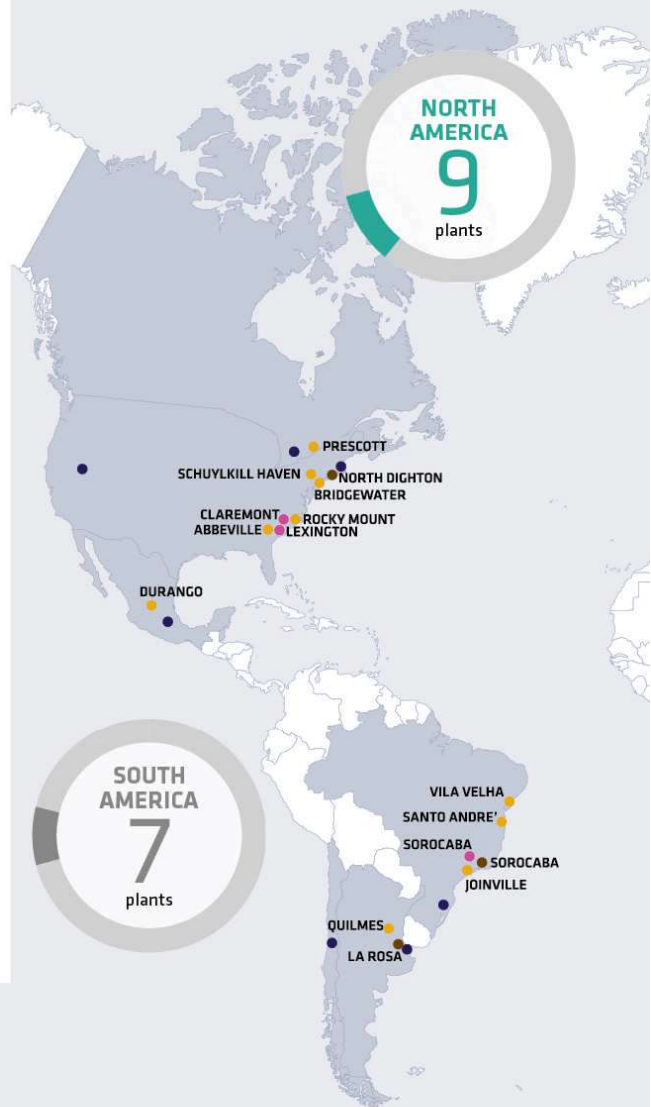 NORTH
AMERICA
9
plants
PRESCOTT
SCHUYLKILL HAVEN
NORTH DIGHTON
BRIDGEWATER
CLAREMONT
ROCKY MOUNT
ABBEVILLE
LEXINGTON
DURANGO
SOUTH
AMERICA
7
plants
VILA VELHA
SANTO ANDRE'
SOROCABA
SOROCABA
JOINVILLE
QUILMES
LA ROSA